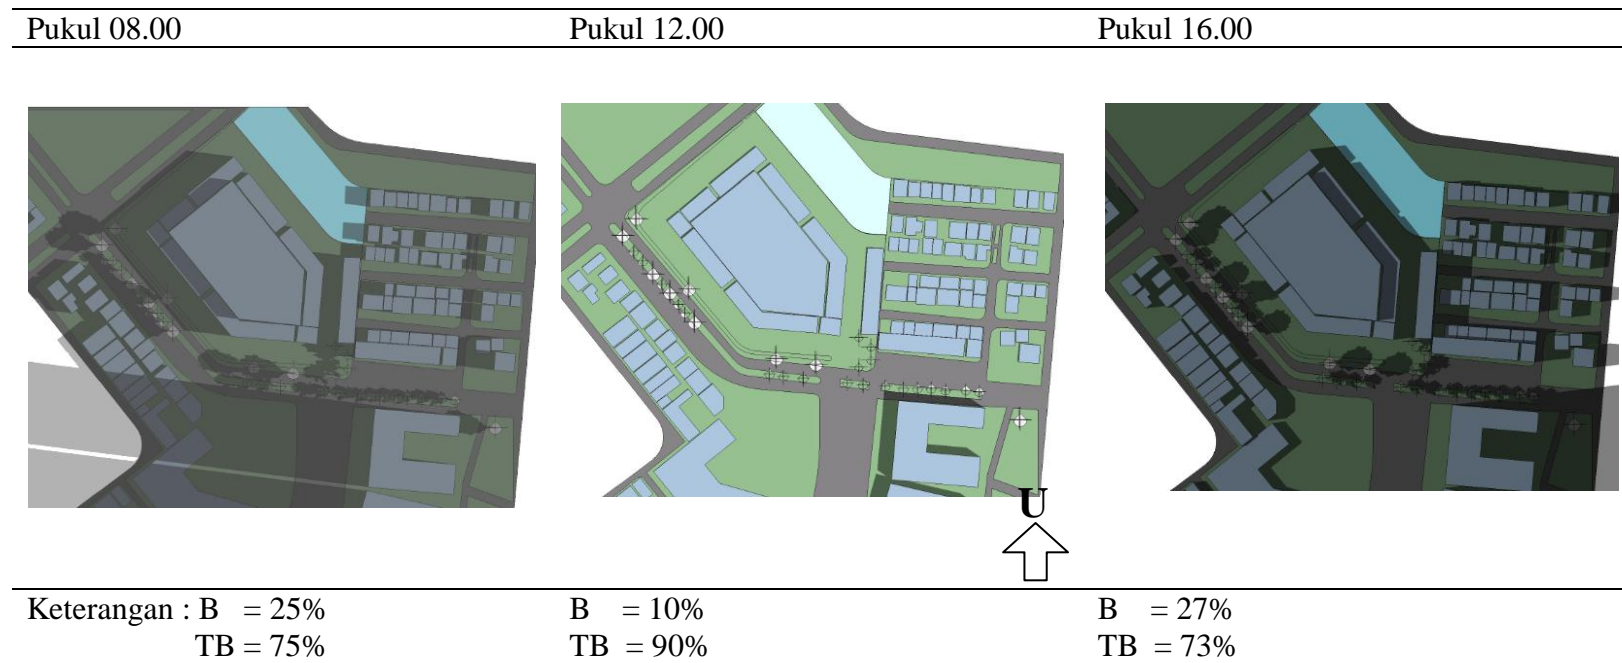 Pukul 08.00 Pukul 12.00 Pukul 16.00
U
Keterangan : B = 25% B = 10% B = 27%
TB = 75% TB = 90% TB = 73%